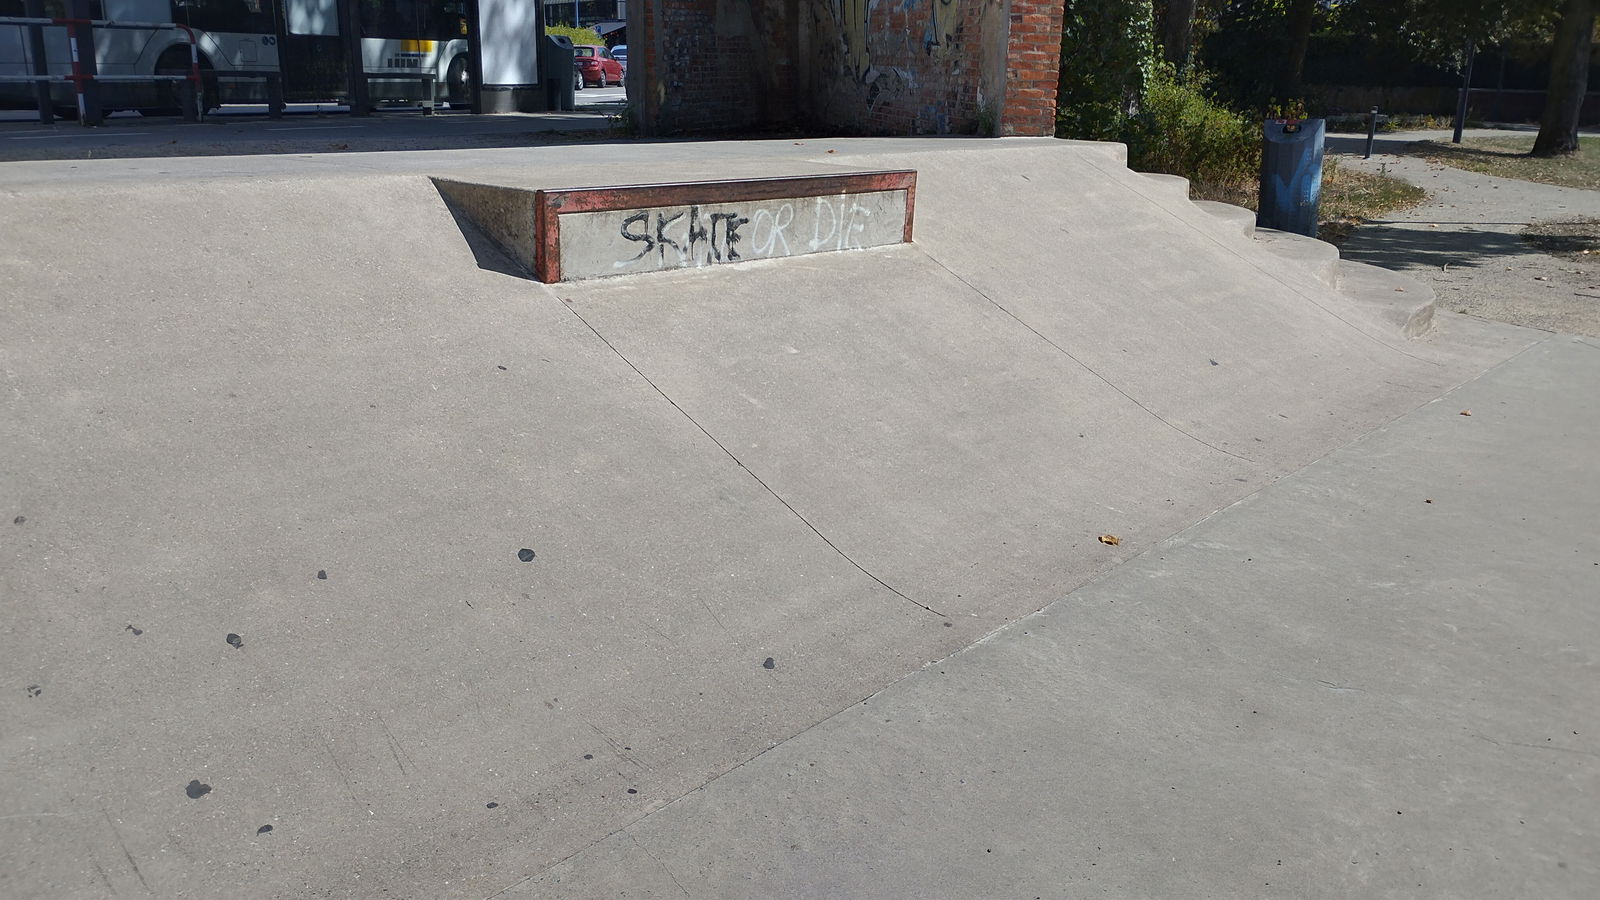 SKATE OR DIE